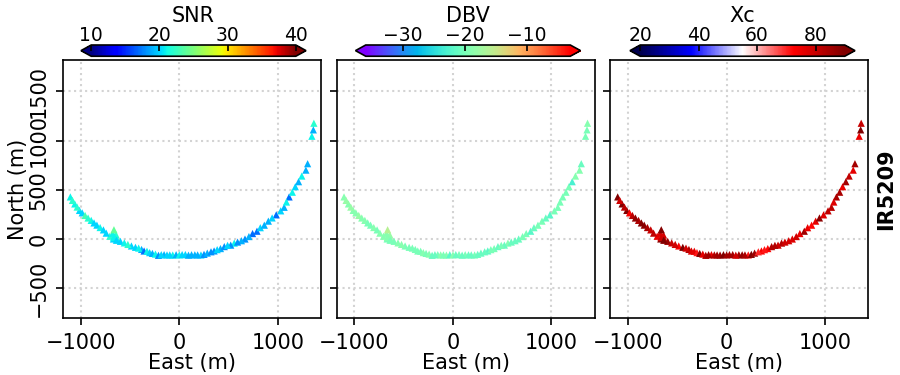 SNR
DBV
Xc
10 20 30 40
−30 −20 −10
20 40 60 80
North (m)
1500
1000
500
0
−500
−1000 0 1000
−1000 0 1000
−1000 0 1000
East (m)
East (m)
East (m)
IR5209